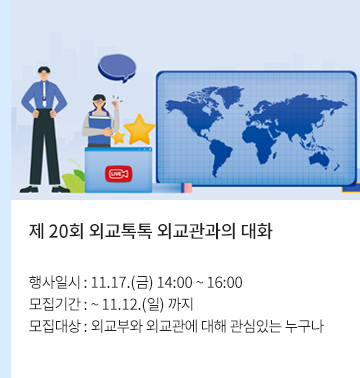 LIVE
제 20회 외교톡톡 외교관과의 대화
행사일시 : 11.17.(금) 14:00 ~ 16:00
모집기간 : ~ 11.12.(일) 까지
모집대상 : 외교부와 외교관에 대해 관심있는 누구나